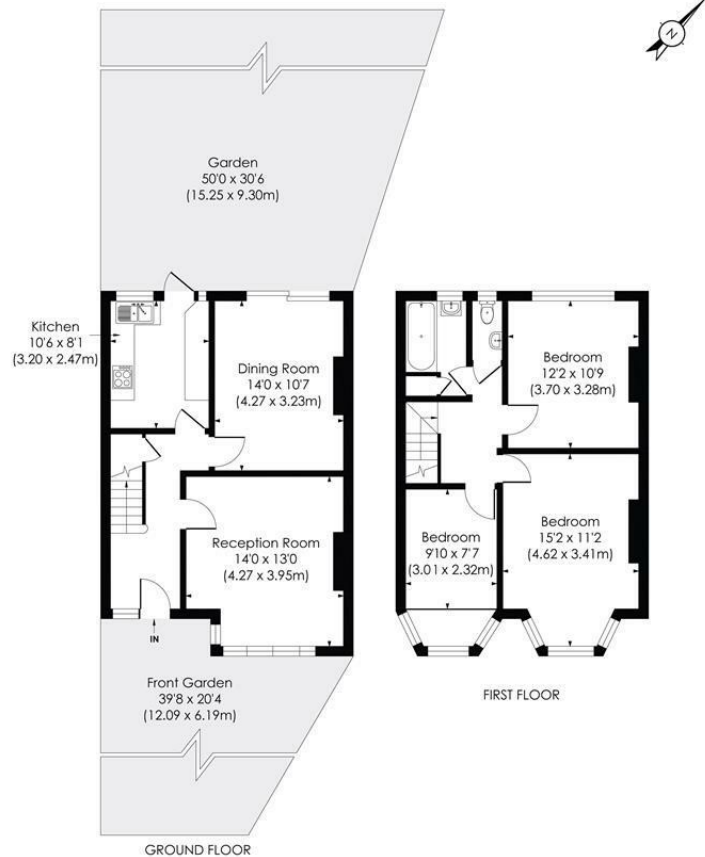 N
Garden
50'0 x 30'6
(15.25 x 9.30m)
Kitchen
10'6 x 8'1
(3.20 x 2.47m)
Dining Room
14'0 x 10'7
(4.27 x 3.23m)
Reception Room
14'0 x 13'0
(4.27 x 3.95m)
IN
Front Garden
39'8 x 20'4
(12.09 x 6.19m)
GROUND FLOOR
Bedroom
12'2 x 10'9
(3.70 x 3.28m)
Bedroom
9'10 x 7'7
(3.01 x 2.32m)
Bedroom
15'2 x 11'2
(4.62 x 3.41m)
FIRST FLOOR